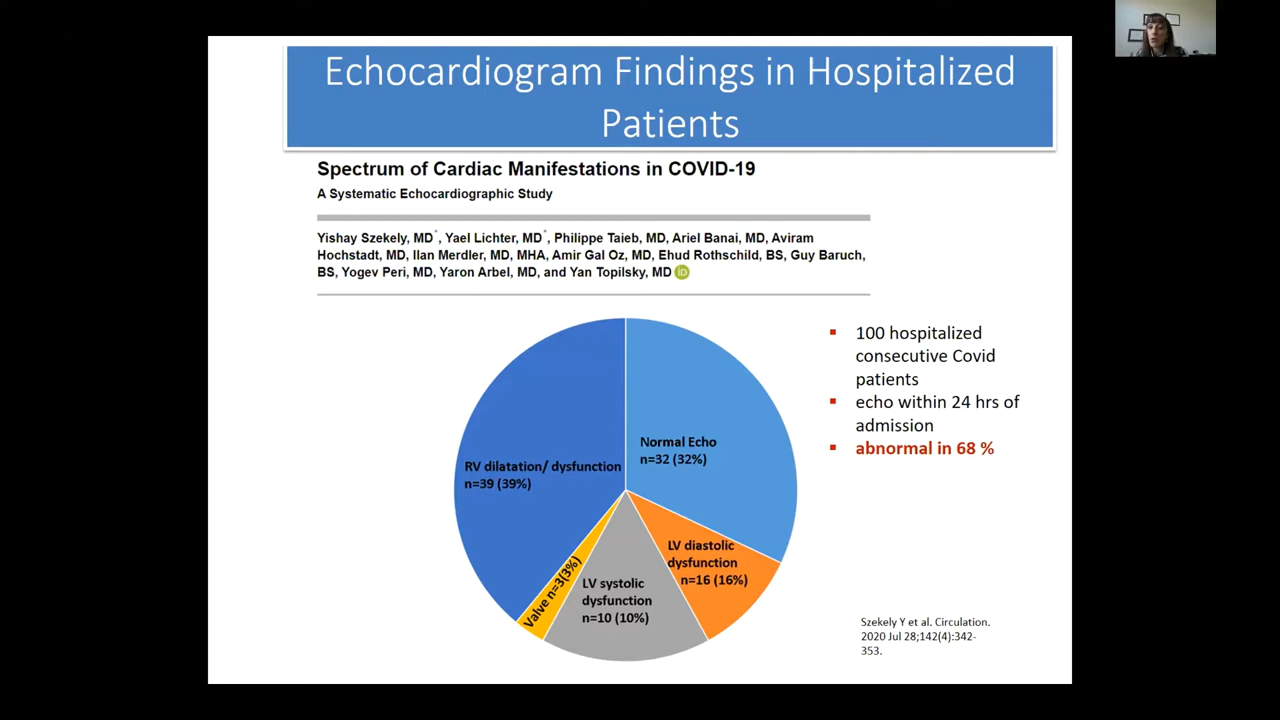 Echocardiogram Findings in Hospitalized
Patients
Spectrum of Cardiac Manifestations in COVID-19
A Systematic Echocardiographic Study
Yishay Szekely, MD*, Yael Lichter, MD*, Philippe Taieb, MD, Ariel Banai, MD, Aviram
Hochstadt, MD, Ilan Merdler, MD, MHA, Amir Gal Oz, MD, Ehud Rothschild, BS, Guy Baruch,
BS, Yogev Peri, MD, Yaron Arbel, MD, and Yan Topilsky, MD iD
Normal Echo
n=32 (32%)
RV dilatation/ dysfunction
n=39 (39%)
LV diastolic
dysfunction
n=16 (16%)
LV systolic
dysfunction
n=10 (10%)
Valve n=3(3%)
▪ 100 hospitalized
consecutive Covid
patients
▪ echo within 24 hrs of
admission
▪ abnormal in 68 %
Szekely Y et al. Circulation.
2020 Jul 28;142(4):342-
353.